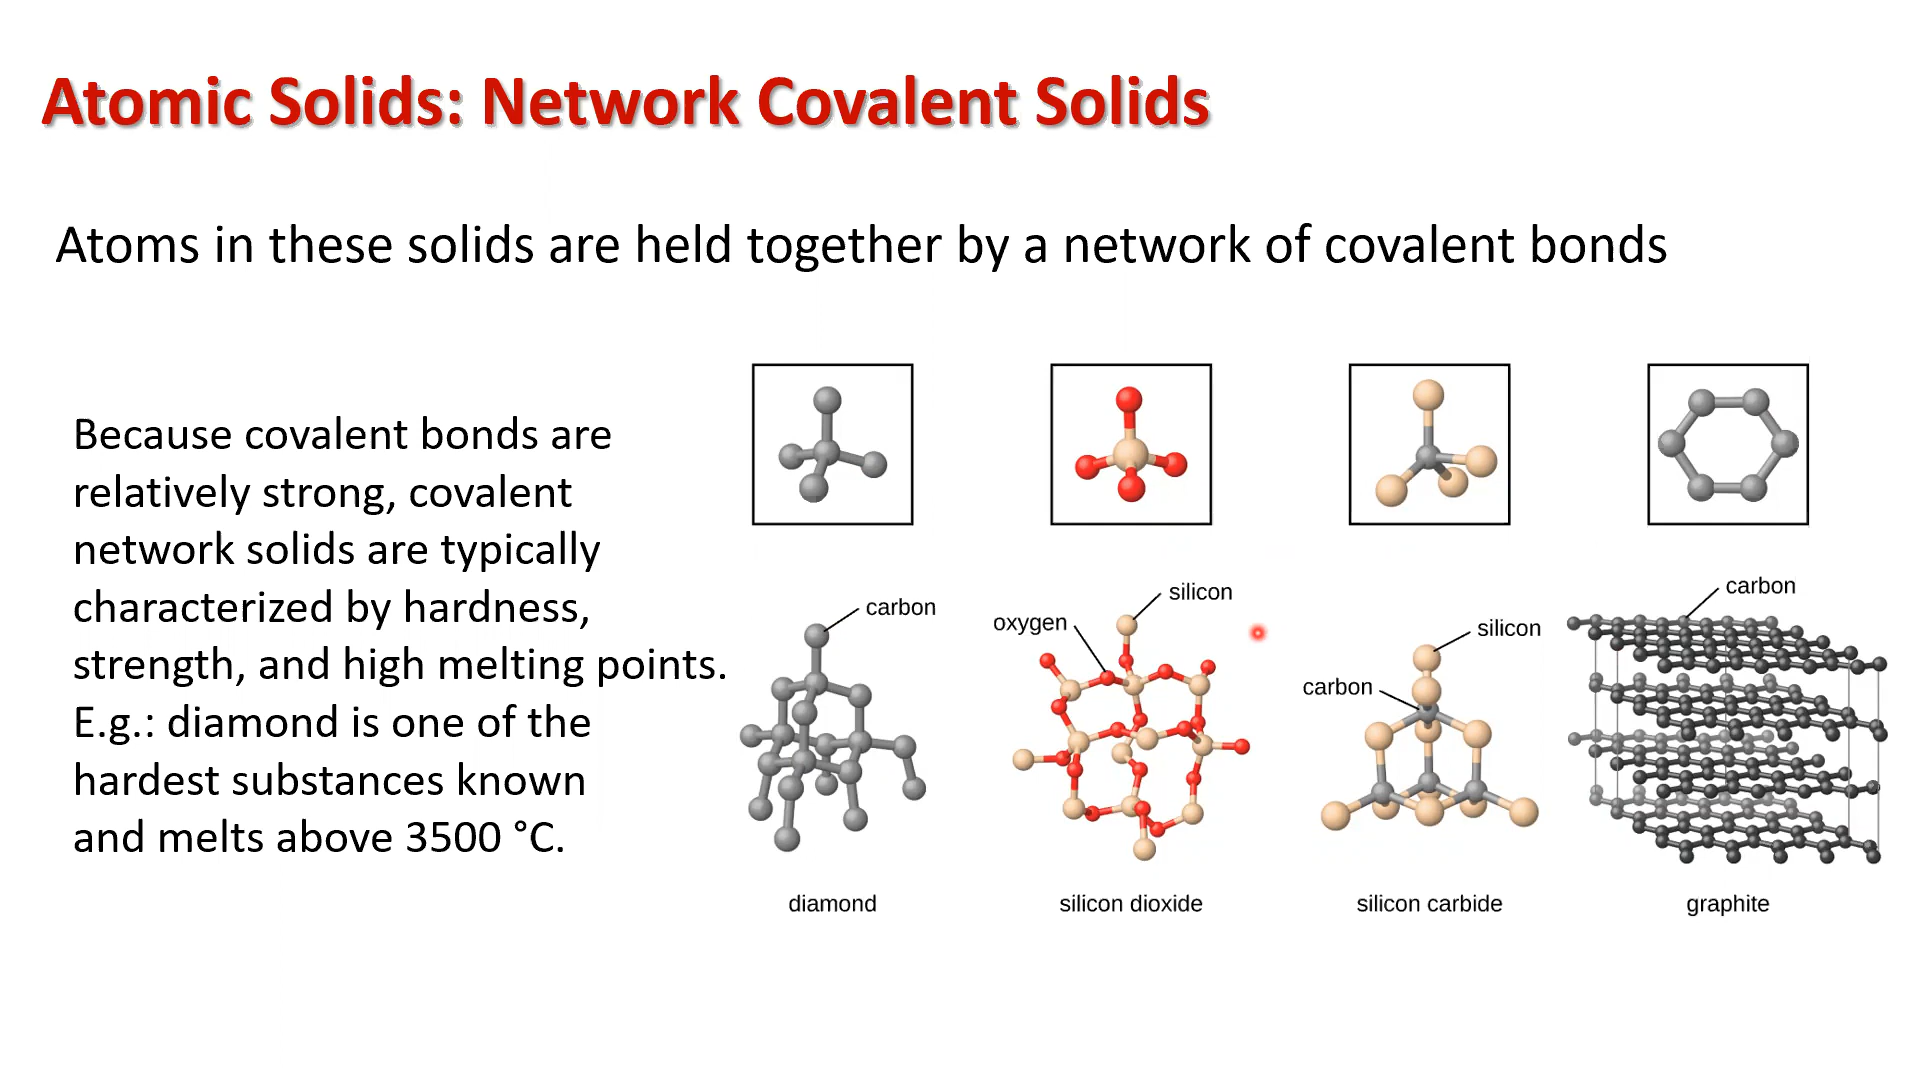 Atomic Solids: Network Covalent Solids
Atoms in these solids are held together by a network of covalent bonds
Because covalent bonds are
relatively strong, covalent
network solids are typically
characterized by hardness,
strength, and high melting points.
E.g.: diamond is one of the
hardest substances known
and melts above 3500 °C.
carbon
diamond
oxygen
silicon
silicon dioxide
silicon
carbon
silicon carbide
carbon
graphite